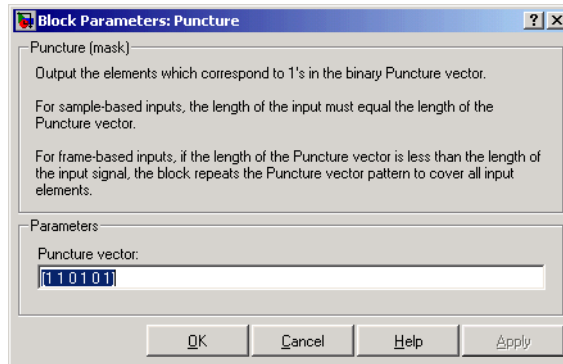 Block Parameters: Puncture
Puncture (mask)
Output the elements which correspond to 1's in the binary Puncture vector.
For sample-based inputs, the length of the input must equal the length of the
Puncture vector.
For frame-based inputs, if the length of the Puncture vector is less than the length of
the input signal, the block repeats the Puncture vector pattern to cover all input
elements.
Parameters
Puncture vector:
[1 1 0 1 0 1]
OK Cancel Help Apply